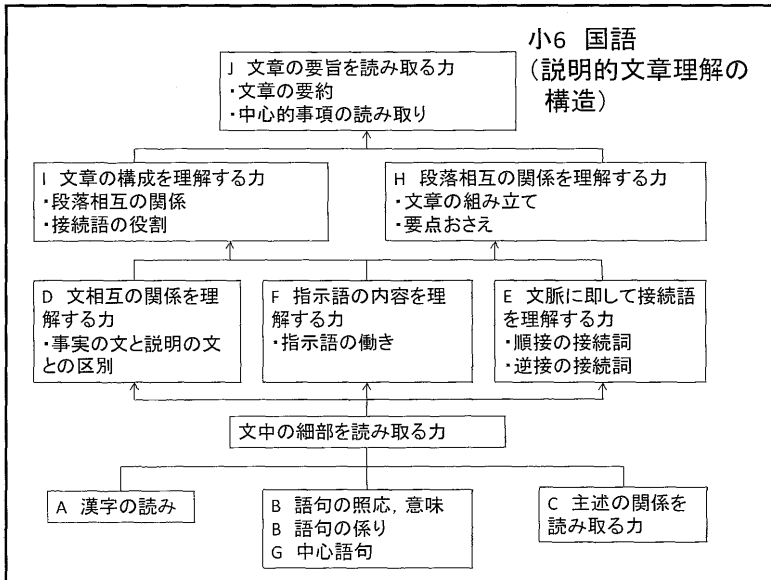 小6 国語
(説明的文章理解の
構造)
J 文章の要旨を読み取る力
・文章の要約
・中心的事項の読み取り
I 文章の構成を理解する力
・段落相互の関係
・接続語の役割
H 段落相互の関係を理解する力
・文章の組み立て
・要点おさえ
D 文相互の関係を理
解する力
・事実の文と説明の文
との区別
F 指示語の内容を理
解する力
・指示語の働き
E 文脈に即して接続語
を理解する力
・順接の接続詞
・逆接の接続詞
文中の細部を読み取る力
A 漢字の読み
B 語句の照応,意味
B 語句の係り
G 中心語句
C 主述の関係を
読み取る力